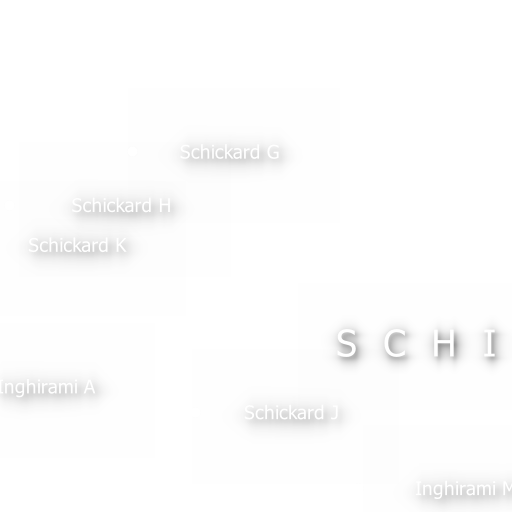 Schickard G
Schickard H
Schickard K
S C H I
Inghirami A
Schickard J
Inghirami M